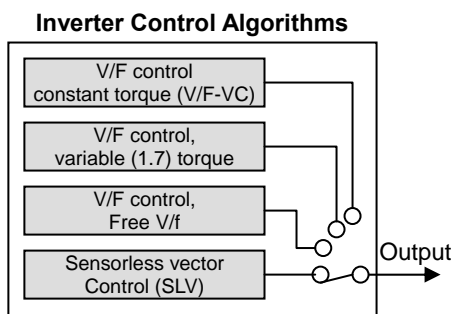 Inverter Control Algorithms
V/F control
constant torque (V/F-VC)
V/F control,
variable (1.7) torque
V/F control,
Free V/f
Sensorless vector
Control (SLV)
Output